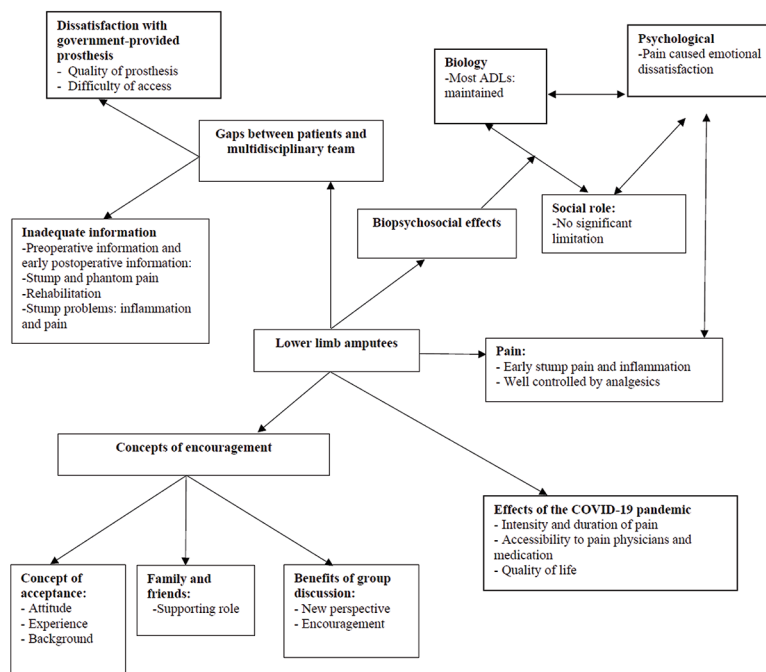 Dissatisfaction with
government-provided
prosthesis
- Quality of prosthesis
- Difficulty of access
Biology
-Most ADLs:
maintained
Psychological
-Pain caused emotional
dissatisfaction
Gaps between patients and
multidisciplinary team
Inadequate information
-Preoperative information and
early postoperative information:
-Stump and phantom pain
-Rehabilitation
-Stump problems: inflammation
and pain
Biopsychosocial effects
Social role:
-No significant
limitation
Lower limb amputees
Pain:
- Early stump pain and inflammation
- Well controlled by analgesics
Concepts of encouragement
Effects of the COVID-19 pandemic
- Intensity and duration of pain
- Accessibility to pain physicians and
medication
- Quality of life
Concept of
acceptance:
- Attitude
- Experience
- Background
Family and
friends:
-Supporting role
Benefits of group
discussion:
- New perspective
- Encouragement